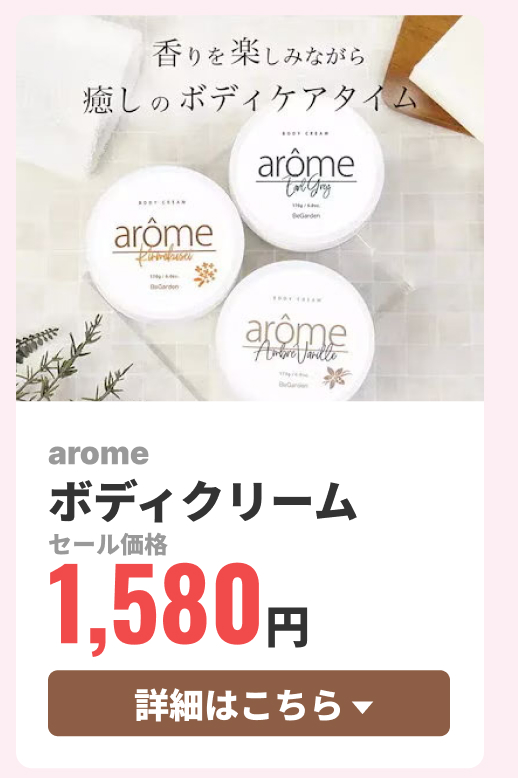 香りを楽しみながら
癒しのボディケアタイム
BODY CREAM
arôme
Earl Grey
BeGarden
BODY CREAM
arôme
Kinmokusei
BeGarden
BODY CREAM
arôme
Ambre Vanille
BeGarden
arome
ボディクリーム
セール価格
1,580円
詳細はこちら